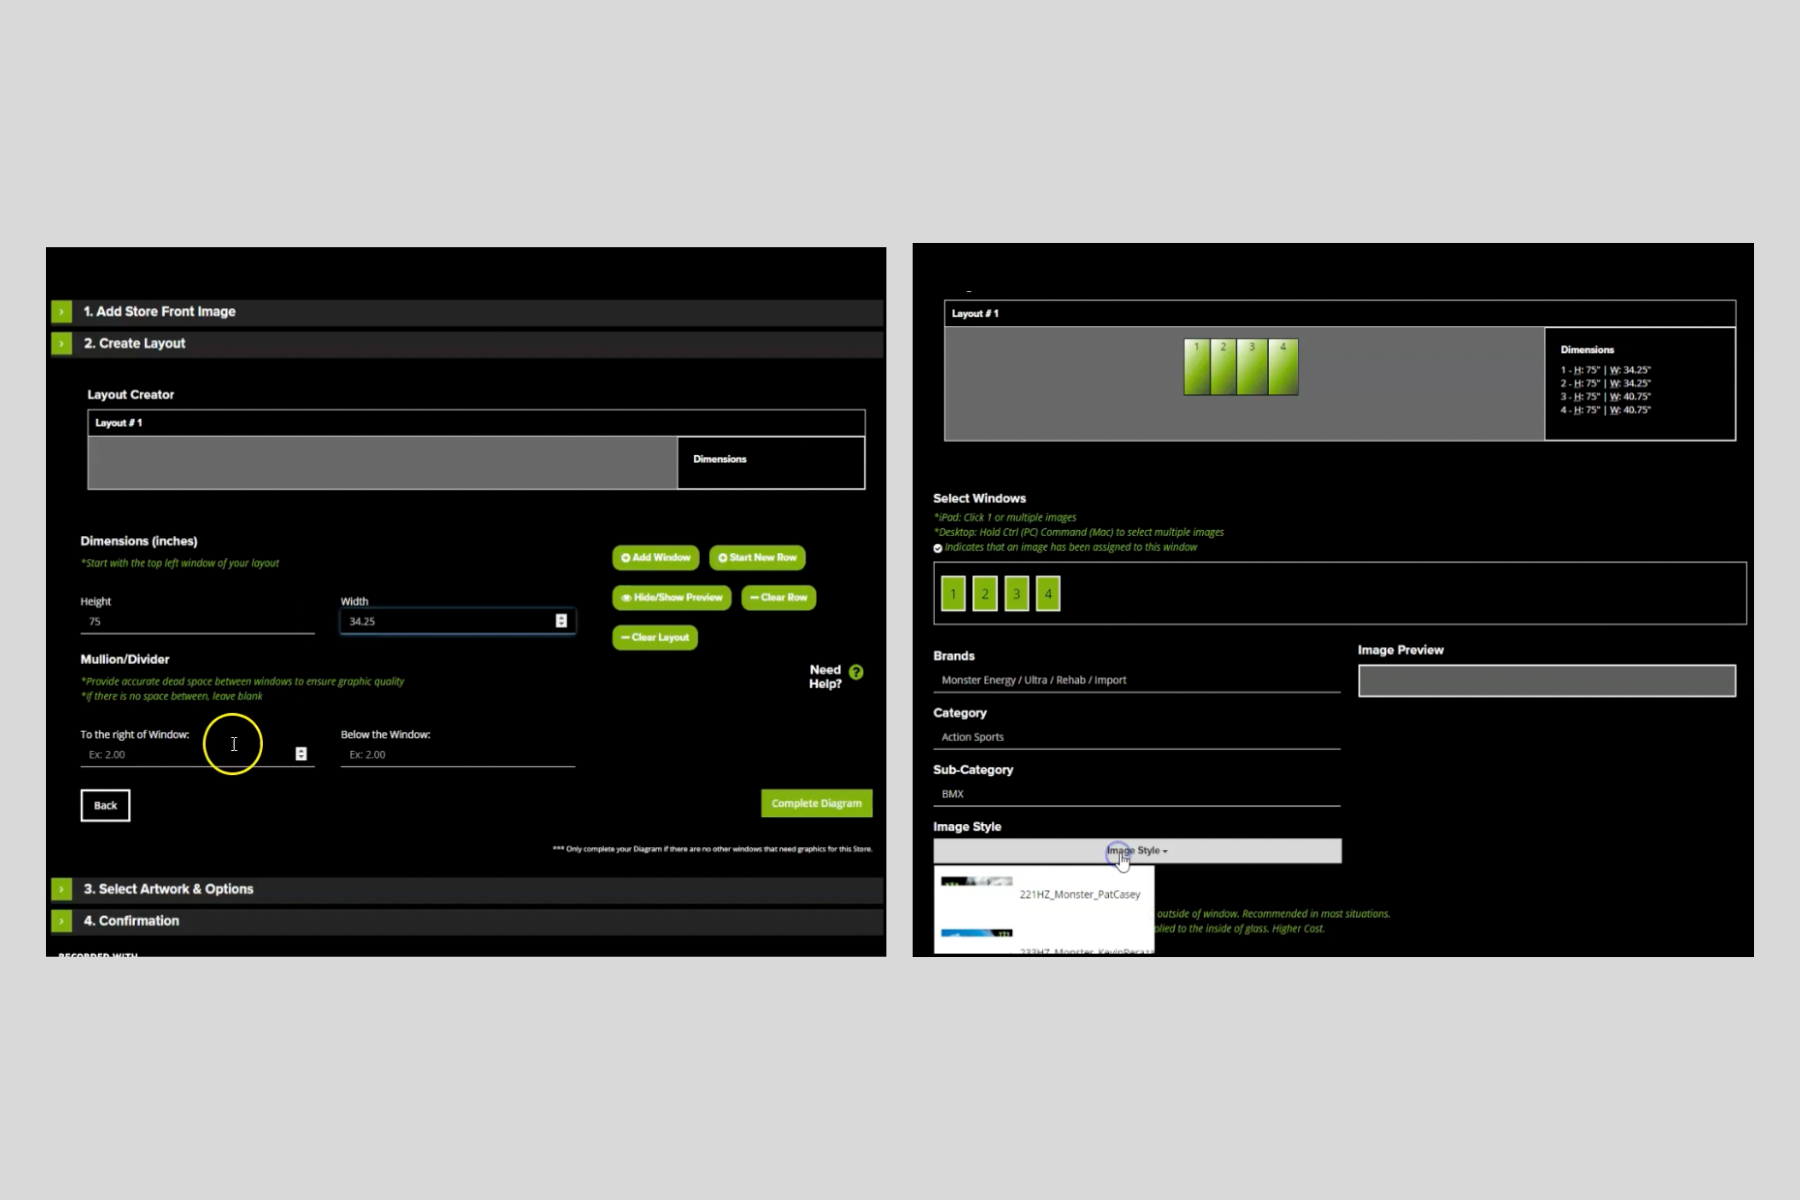 1. Add Store Front Image
2. Create Layout
Layout Creator
Layout # 1
Dimensions
Dimensions (inches)
*Start with the top left window of your layout
Add Window
Start New Row
Height
Width
Hide/Show Preview
Clear Row
75
34.25
Clear Layout
Mullion/Divider
*Provide accurate dead space between windows to ensure graphic quality
*if there is no space between, leave blank
Need
Help?
To the right of Window:
Below the Window:
Ex: 2.00
Ex: 2.00
Back
Complete Diagram
*** Only complete your Diagram if there are no other windows that need graphics for this Store.
3. Select Artwork & Options
4. Confirmation
RECORDED WITH
Layout # 1
1 2 3 4
Dimensions
1 - H: 75" | W: 34.25"
2 - H: 75" | W: 34.25"
3 - H: 75" | W: 40.75"
4 - H: 75" | W: 40.75"
Select Windows
*iPad: Click 1 or multiple images
*Desktop: Hold Ctrl (PC) Command (Mac) to select multiple images
Indicates that an image has been assigned to this window
1 2 3 4
Brands
Image Preview
Monster Energy / Ultra / Rehab / Import
Category
Action Sports
Sub-Category
BMX
Image Style
Image Style
221HZ_Monster_PatCasey
outside of window. Recommended in most situations.
plied to the inside of glass. Higher Cost.